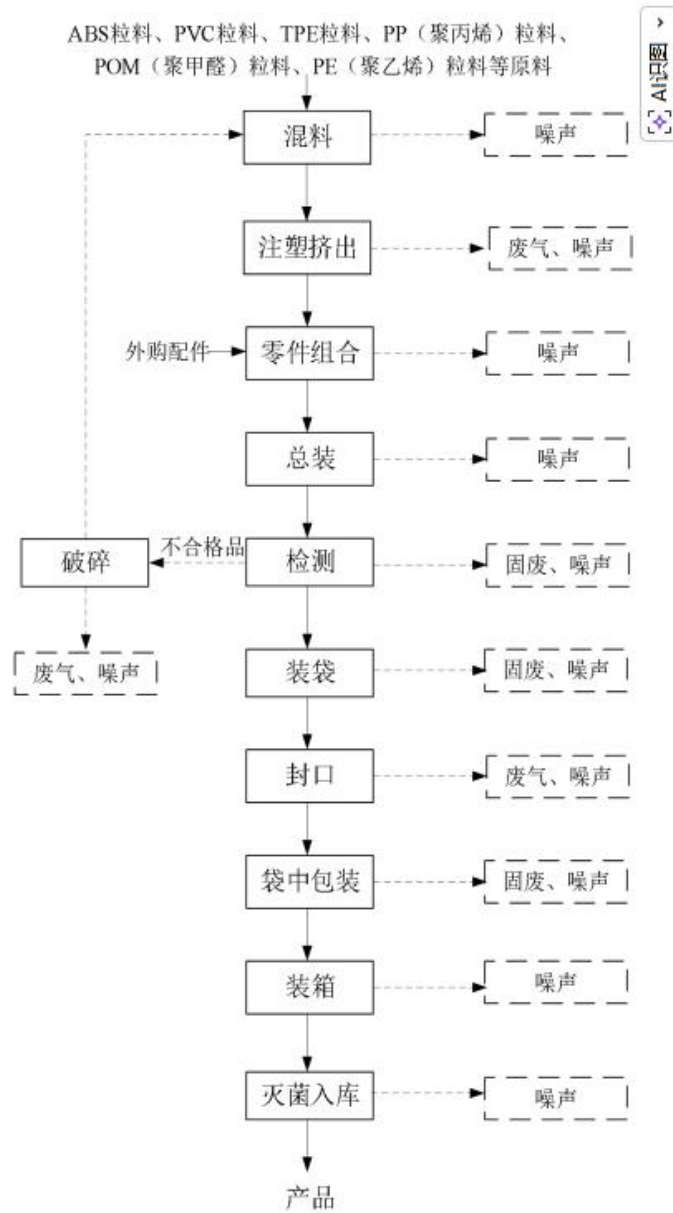 ABS粒料、PVC粒料、TPE粒料、PP（聚丙烯）粒料、
POM（聚甲醛）粒料、PE（聚乙烯）粒料等原料
AI识图
混料
噪声
注塑挤出
废气、噪声
外购配件
零件组合
噪声
总装
噪声
破碎
不合格品
检测
固废、噪声
废气、噪声
装袋
固废、噪声
封口
废气、噪声
袋中包装
固废、噪声
装箱
噪声
灭菌入库
噪声
产品